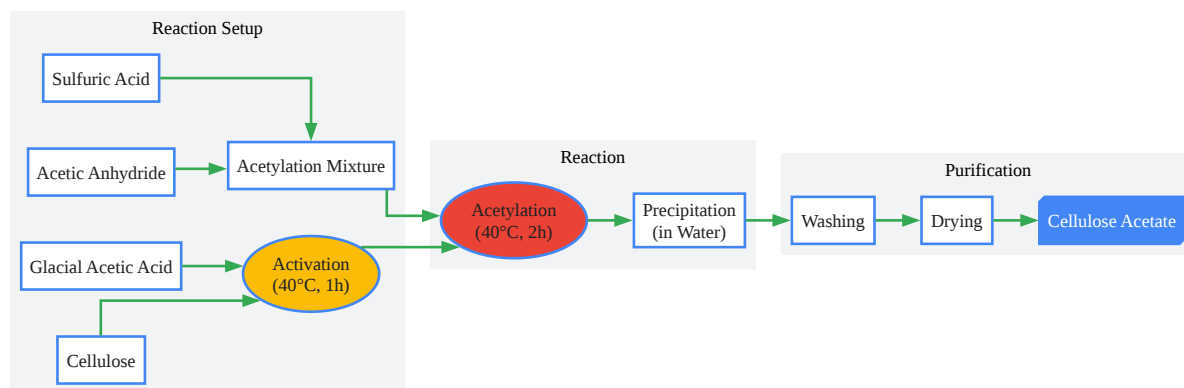 Reaction Setup
Sulfuric Acid
Acetic Anhydride
Acetylation Mixture
Glacial Acetic Acid
Activation
(40°C, 1h)
Cellulose
Reaction
Acetylation
(40°C, 2h)
Precipitation
(in Water)
Purification
Washing
Drying
Cellulose Acetate